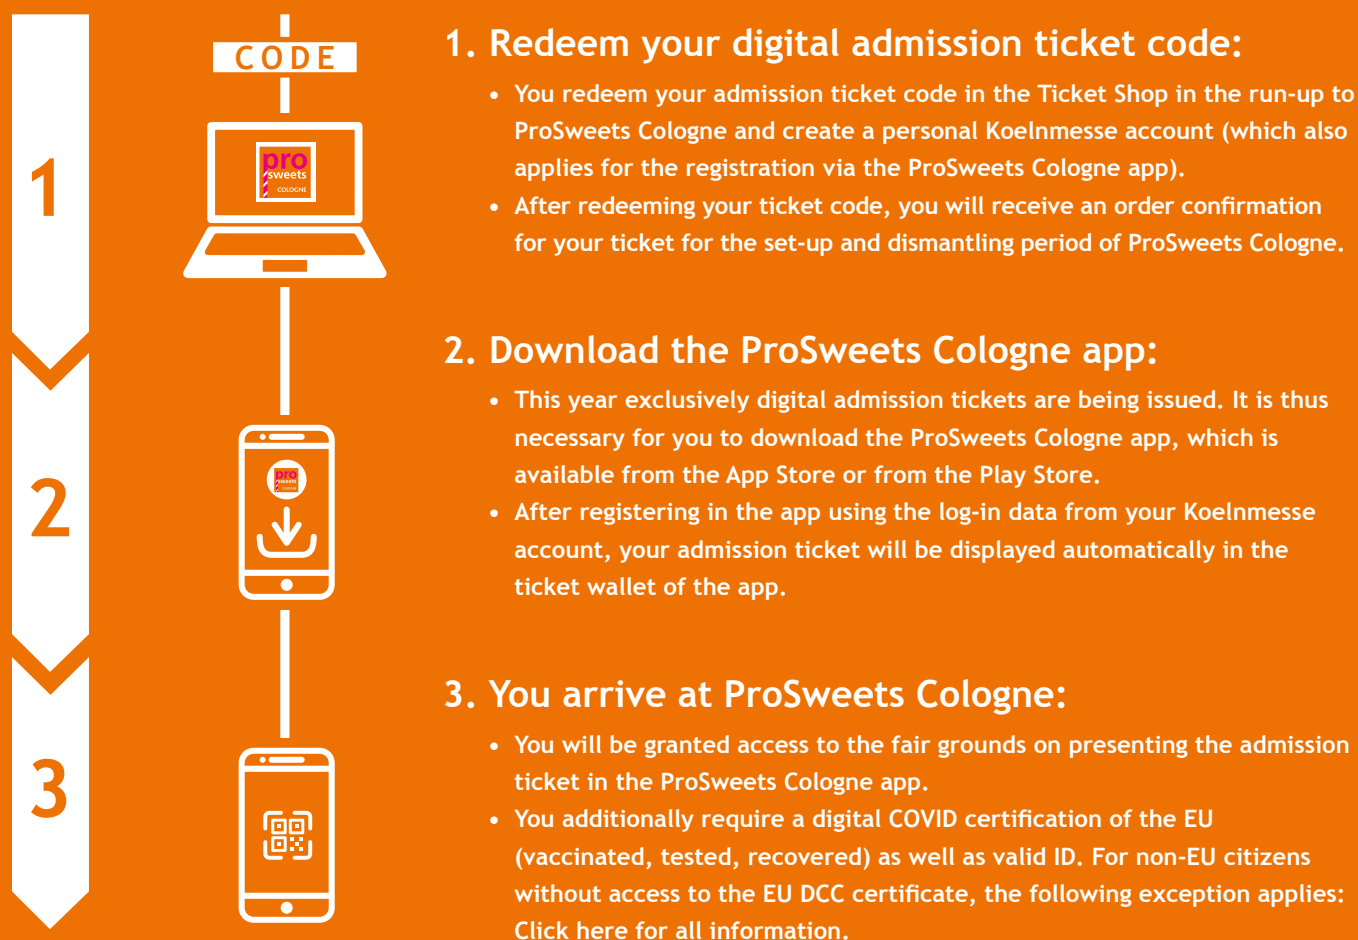 CODE
1. Redeem your digital admission ticket code:
• You redeem your admission ticket code in the Ticket Shop in the run-up to
ProSweets Cologne and create a personal Koelnmesse account (which also
applies for the registration via the ProSweets Cologne app).
• After redeeming your ticket code, you will receive an order confirmation
for your ticket for the set-up and dismantling period of ProSweets Cologne.
1
pro
sweets
COLOGNE
2. Download the ProSweets Cologne app:
• This year exclusively digital admission tickets are being issued. It is thus
necessary for you to download the ProSweets Cologne app, which is
available from the App Store or from the Play Store.
• After registering in the app using the log-in data from your Koelnmesse
account, your admission ticket will be displayed automatically in the
ticket wallet of the app.
2
pro
sweets
COLOGNE
3. You arrive at ProSweets Cologne:
• You will be granted access to the fair grounds on presenting the admission
ticket in the ProSweets Cologne app.
• You additionally require a digital COVID certification of the EU
(vaccinated, tested, recovered) as well as valid ID. For non-EU citizens
without access to the EU DCC certificate, the following exception applies:
Click here for all information.
3